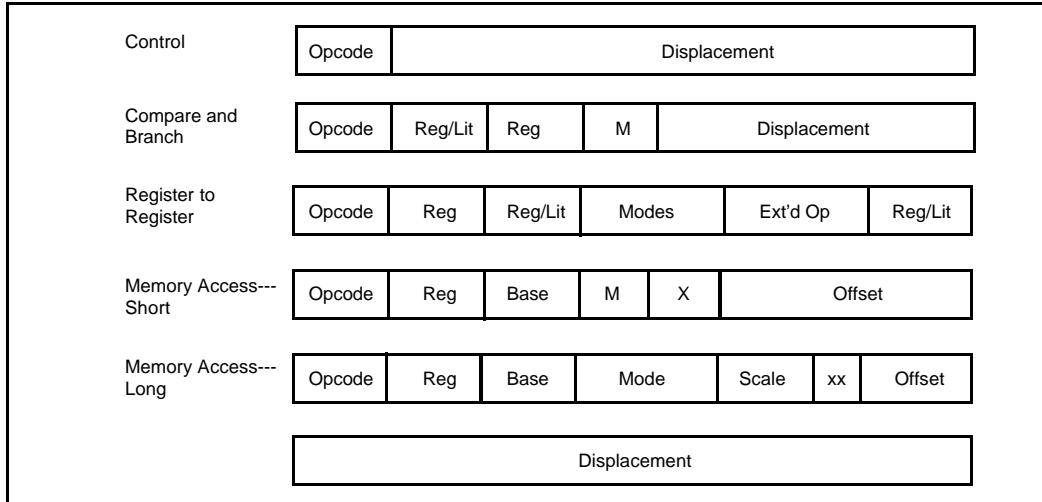 Control
Opcode Displacement
Compare and
Branch
Opcode Reg/Lit Reg M Displacement
Register to
Register
Opcode Reg Reg/Lit Modes Ext'd Op Reg/Lit
Memory Access---
Short
Opcode Reg Base M X Offset
Memory Access---
Long
Opcode Reg Base Mode Scale xx Offset
Displacement